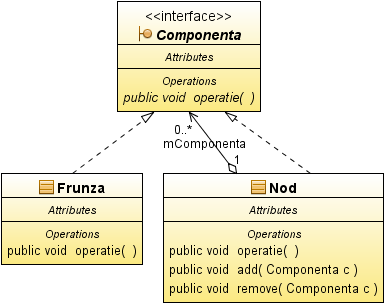 <<interface>>
Componenta
Attributes
Operations
public void operatie( )
0..*
mComponenta
1
Frunza
Attributes
Operations
public void operatie( )
Nod
Attributes
Operations
public void operatie( )
public void add( Componenta c )
public void remove( Componenta c )